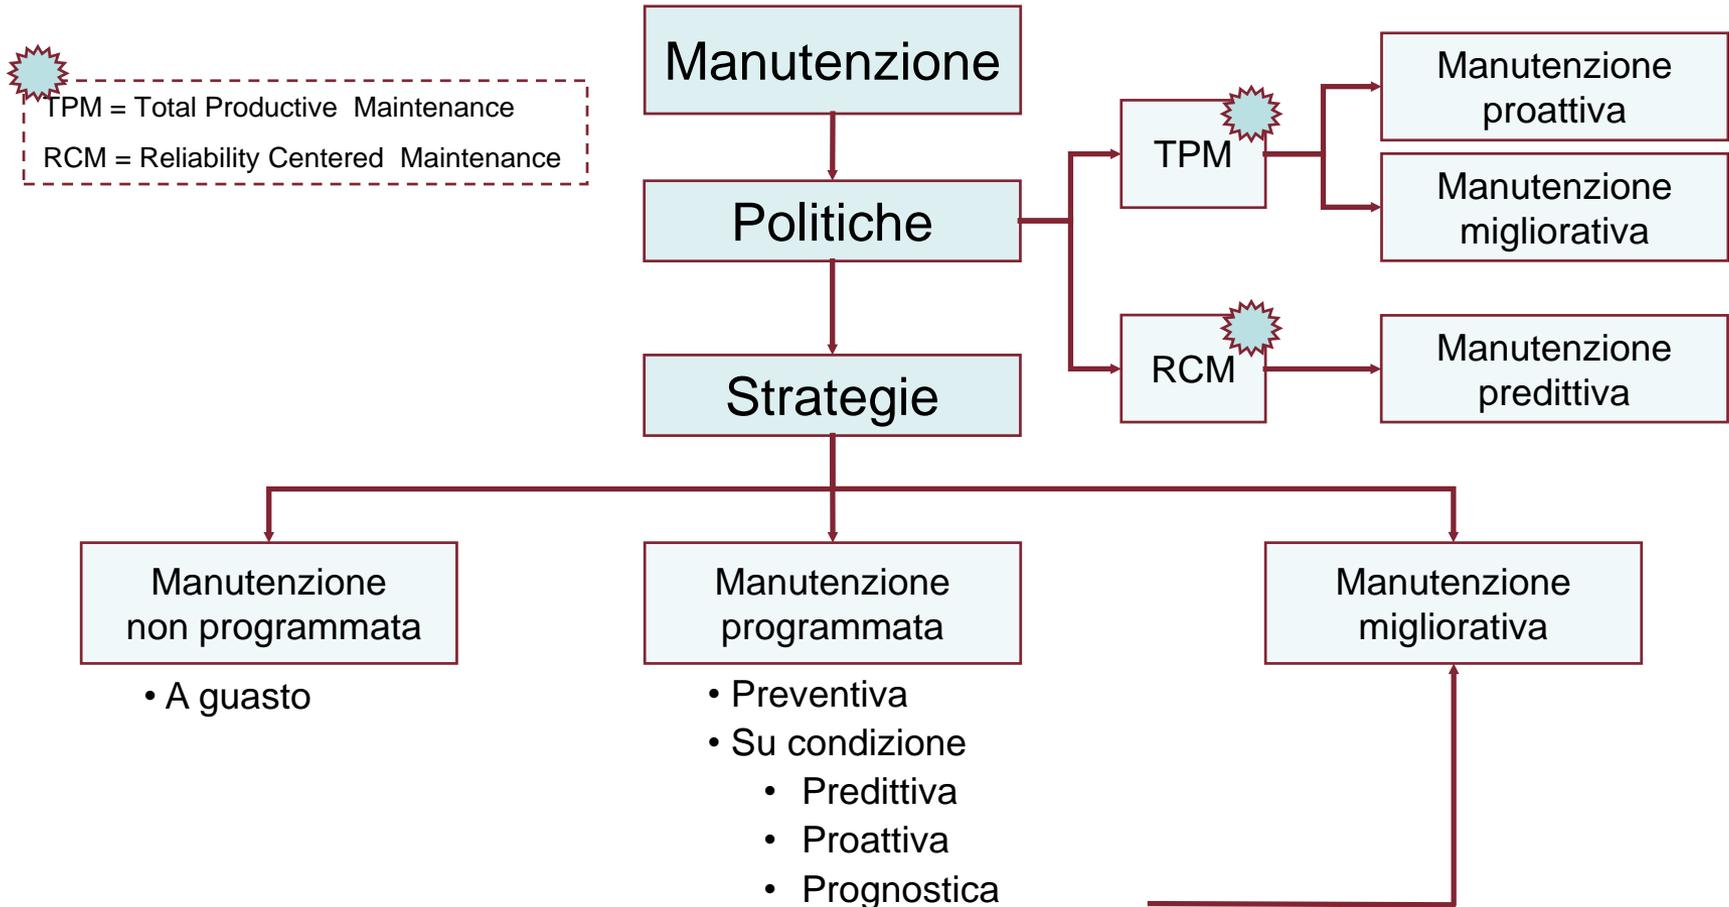 Manutenzione
TPM = Total Productive Maintenance
RCM = Reliability Centered Maintenance
Politiche
Strategie
TPM
Manutenzione
proattiva
Manutenzione
migliorativa
RCM
Manutenzione
predittiva
Manutenzione
non programmata
• A guasto
Manutenzione
programmata
• Preventiva
• Su condizione
• Predittiva
• Proattiva
• Prognostica
Manutenzione
migliorativa